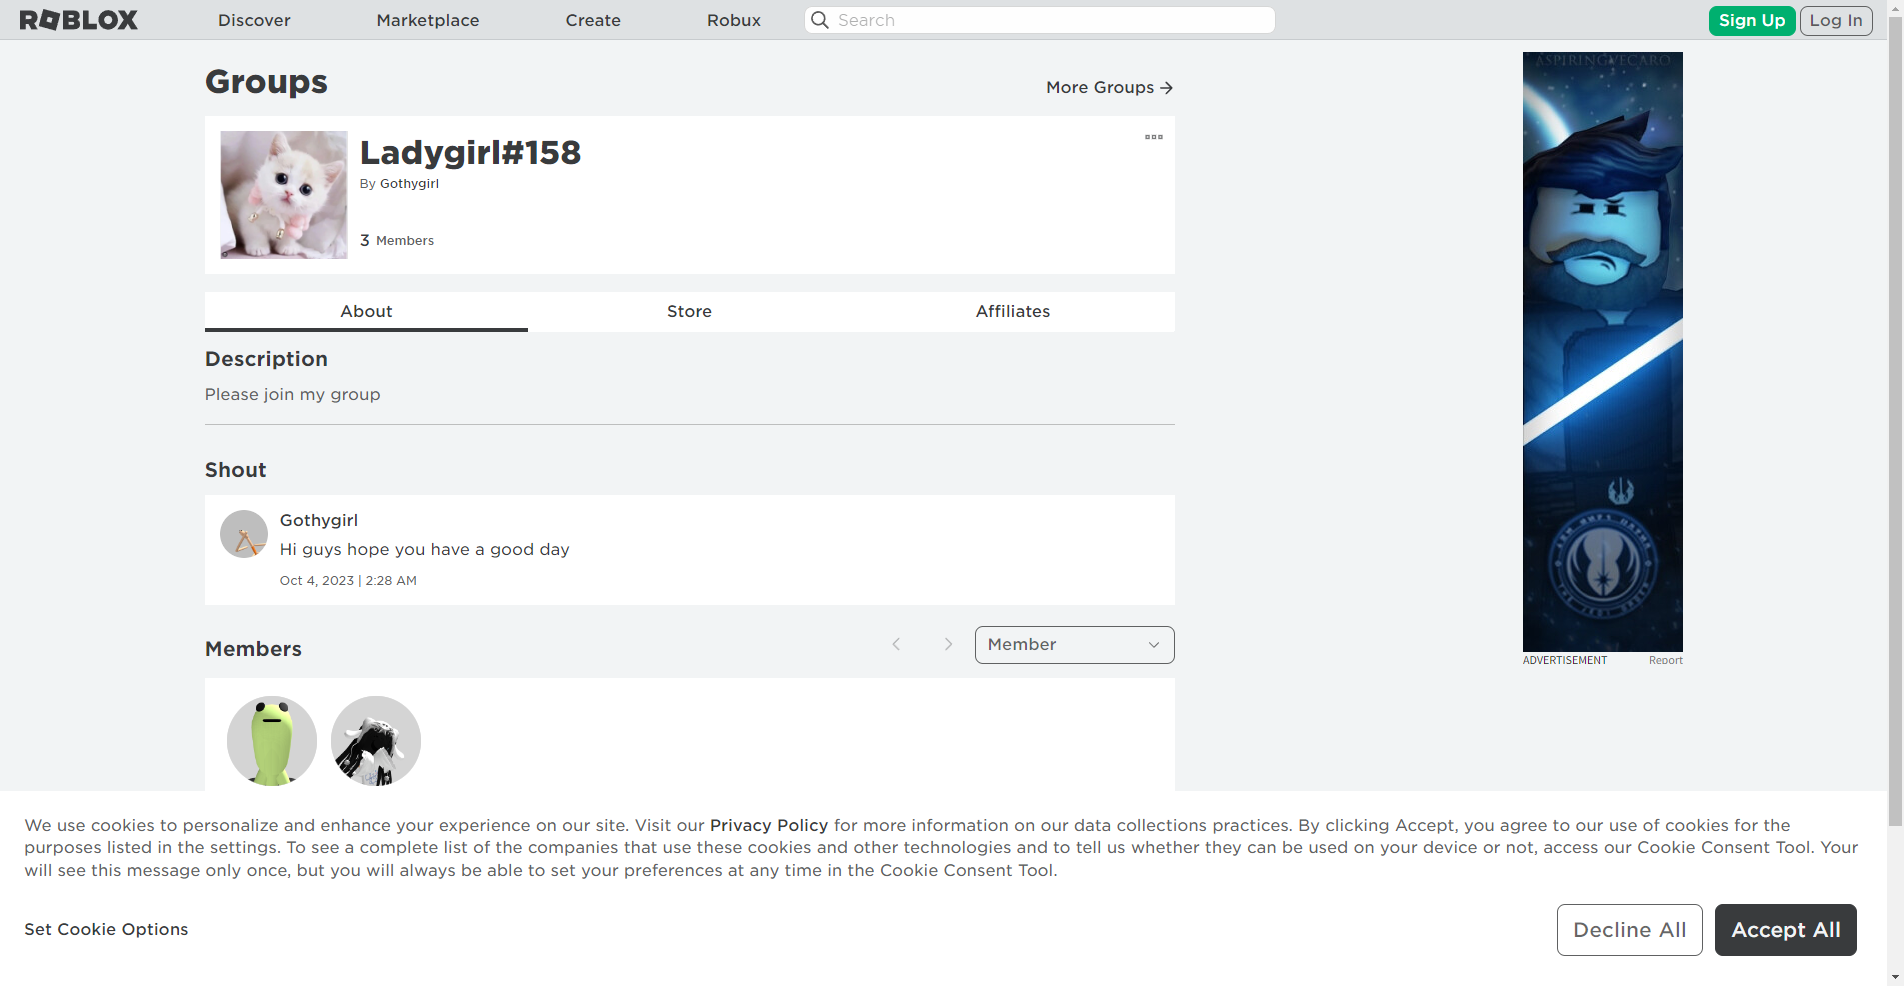 ROBLOX Discover Marketplace Create Robux Search Sign Up Log In
Groups
More Groups
Ladygirl#158
By Gothygirl
3 Members
About Store Affiliates
Description
Please join my group
Shout
Gothygirl
Hi guys hope you have a good day
Oct 4, 2023 | 2:28 AM
Members
Member
ASPIRINGVECARO
ADVERTISEMENT Report
We use cookies to personalize and enhance your experience on our site. Visit our Privacy Policy for more information on our data collections practices. By clicking Accept, you agree to our use of cookies for the
purposes listed in the settings. To see a complete list of the companies that use these cookies and other technologies and to tell us whether they can be used on your device or not, access our Cookie Consent Tool. Your
will see this message only once, but you will always be able to set your preferences at any time in the Cookie Consent Tool.
Set Cookie Options
Decline All
Accept All